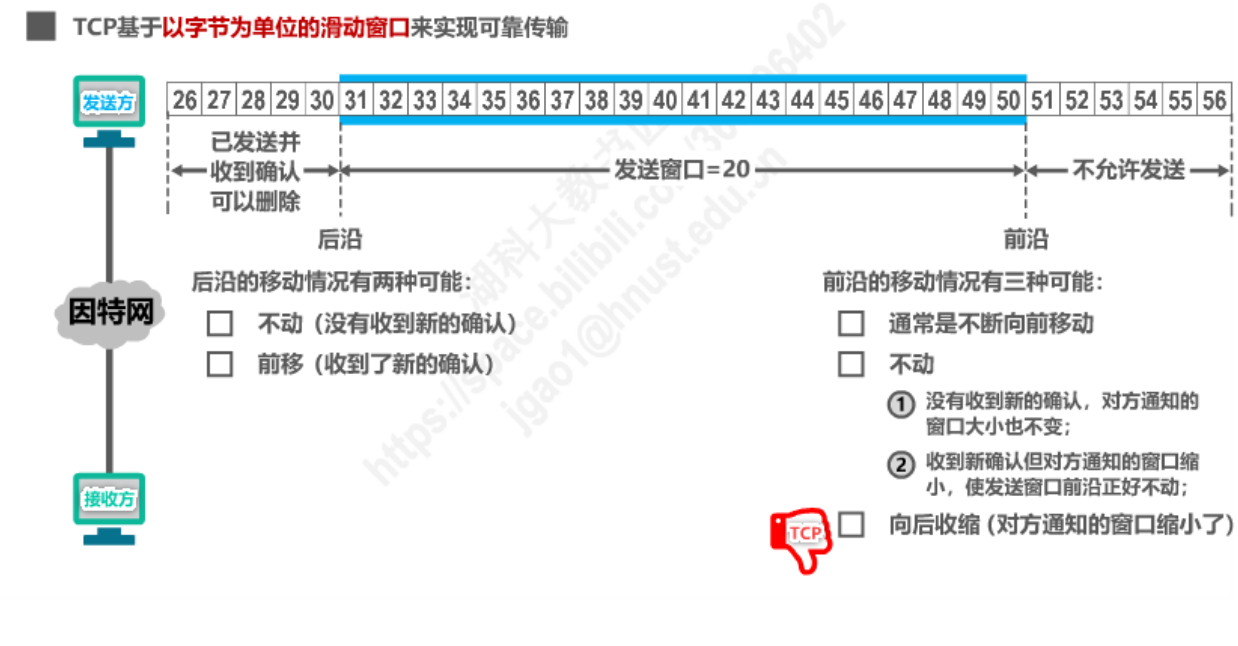 TCP基于以字节为单位的滑动窗口来实现可靠传输
发送方
26 27 28 29 30 31 32 33 34 35 36 37 38 39 40 41 42 43 44 45 46 47 48 49 50 51 52 53 54 55 56
已发送并
收到确认
可以删除
发送窗口=20
不允许发送
后沿
前沿
后沿的移动情况有两种可能：
不动（没有收到新的确认）
前移（收到了新的确认）
前沿的移动情况有三种可能：
通常是不断向前移动
不动
1 没有收到新的确认，对方通知的
窗口大小也不变；
2 收到新确认但对方通知的窗口缩
小，使发送窗口前沿正好不动；
TCP
向后收缩（对方通知的窗口缩小了）
因特网
接收方
jgao1@hnust.edu.cn